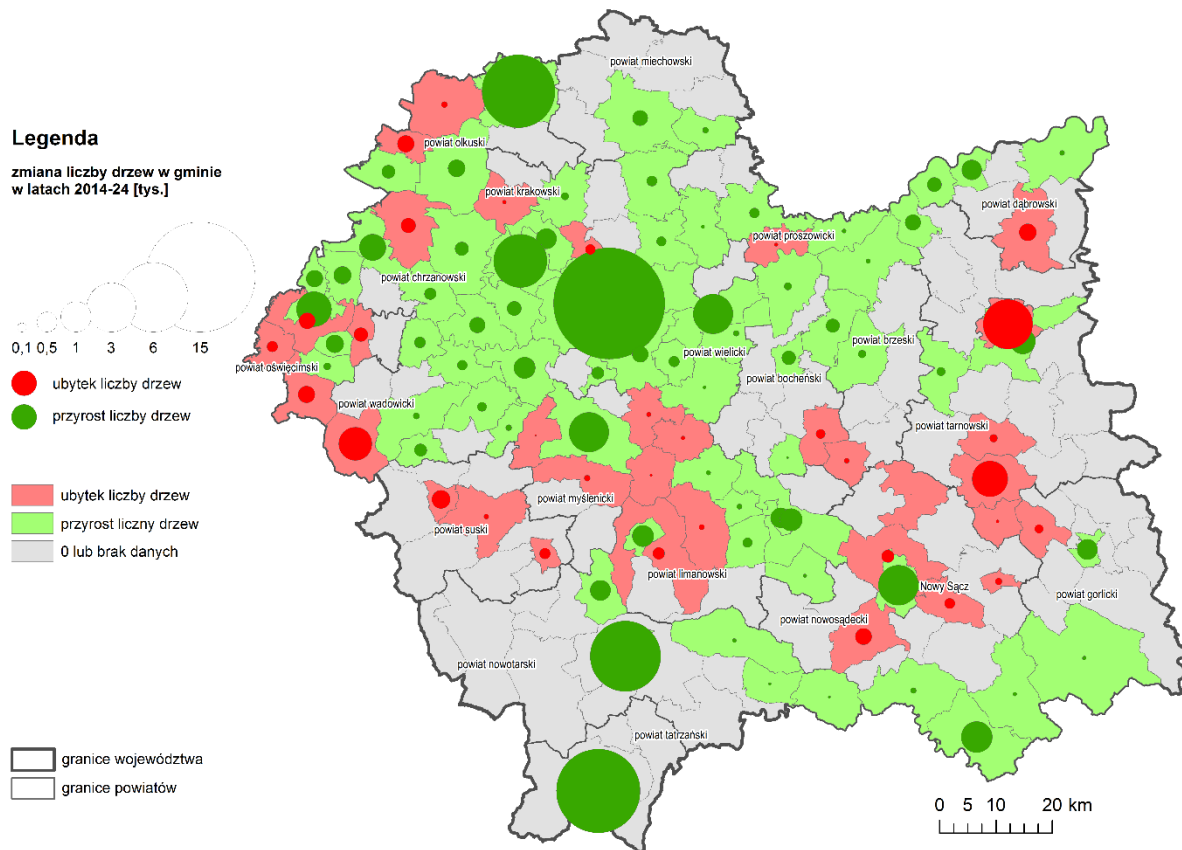 Legenda
zmiana liczby drzew w gminie
w latach 2014-24 [tys.]
0,1 0,5 1 3 6 15
ubytek liczby drzew
przyrost liczby drzew
ubytek liczby drzew
przyrost liczny drzew
0 lub brak danych
granice województwa
granice powiatów
powiat miechowski
powiat olkuski
powiat krakowski
powiat dąbrowski
powiat proszowicki
powiat chrzanowski
powiat wielicki
powiat brzeski
powiat oświęcimski
powiat bocheński
powiat wadowicki
powiat tarnowski
powiat myślenicki
powiat suski
powiat limanowski
Nowy Sącz
powiat gorlicki
powiat nowosądecki
powiat nowotarski
powiat tatrzański
0 5 10 20 km